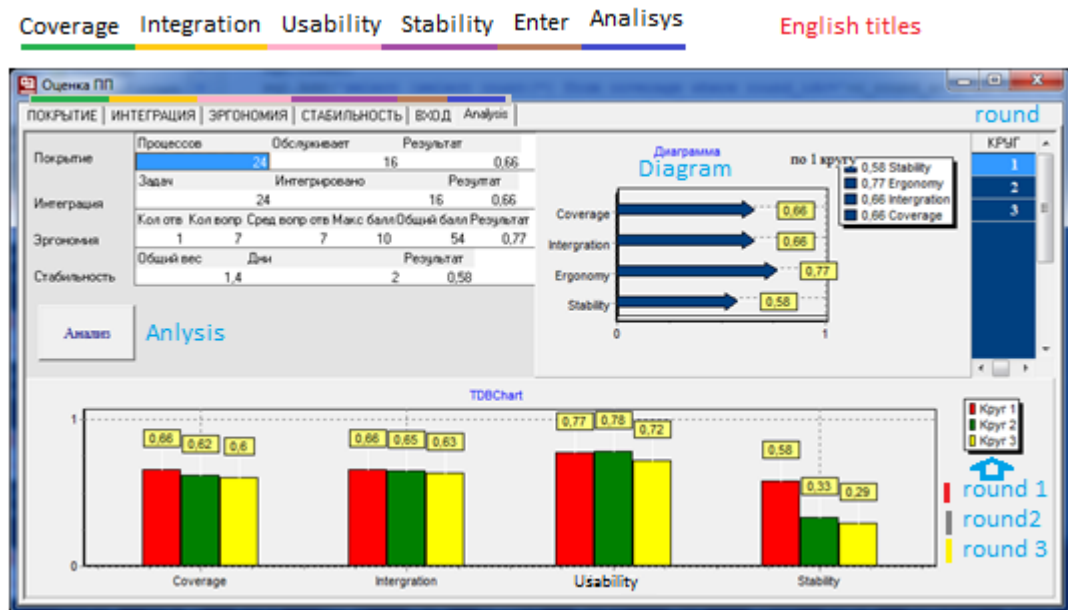 Coverage Integration Usability Stability Enter Analisys English titles
Оценка ПП
ПОКРЫТИЕ ИНТЕГРАЦИЯ ЭРГОНОМИЯ СТАБИЛЬНОСТЬ ВХОД Analysis round
Процессов Обслуживает Результат
Покрытие 24 16 0,66
Задач Интегрировано Результат
Интеграция 24 16 0,66
Кол отв Кол вопр Сред вопр отв Макс балл Общий балл Результат
Эргономия 1 7 7 10 54 0,77
Общий вес Дни Результат
Стабильность 1,4 2 0,58
Анализ Anlysis
Диаграмма
Diagram
по 1 кругу
0,58 Stability
0,77 Ergonomy
0,66 Intergration
0,66 Coverage
Coverage 0,66
Intergration 0,66
Ergonomy 0,77
Stability 0,58
0 1
КРУГ
1
2
3
TDBChart
1
0,66 0,62 0,6 0,66 0,65 0,63 0,77 0,78 0,72 0,58 0,33 0,29
0
Coverage Intergration Usability Stability
Круг 1
Круг 2
Круг 3
round 1
round2
round 3